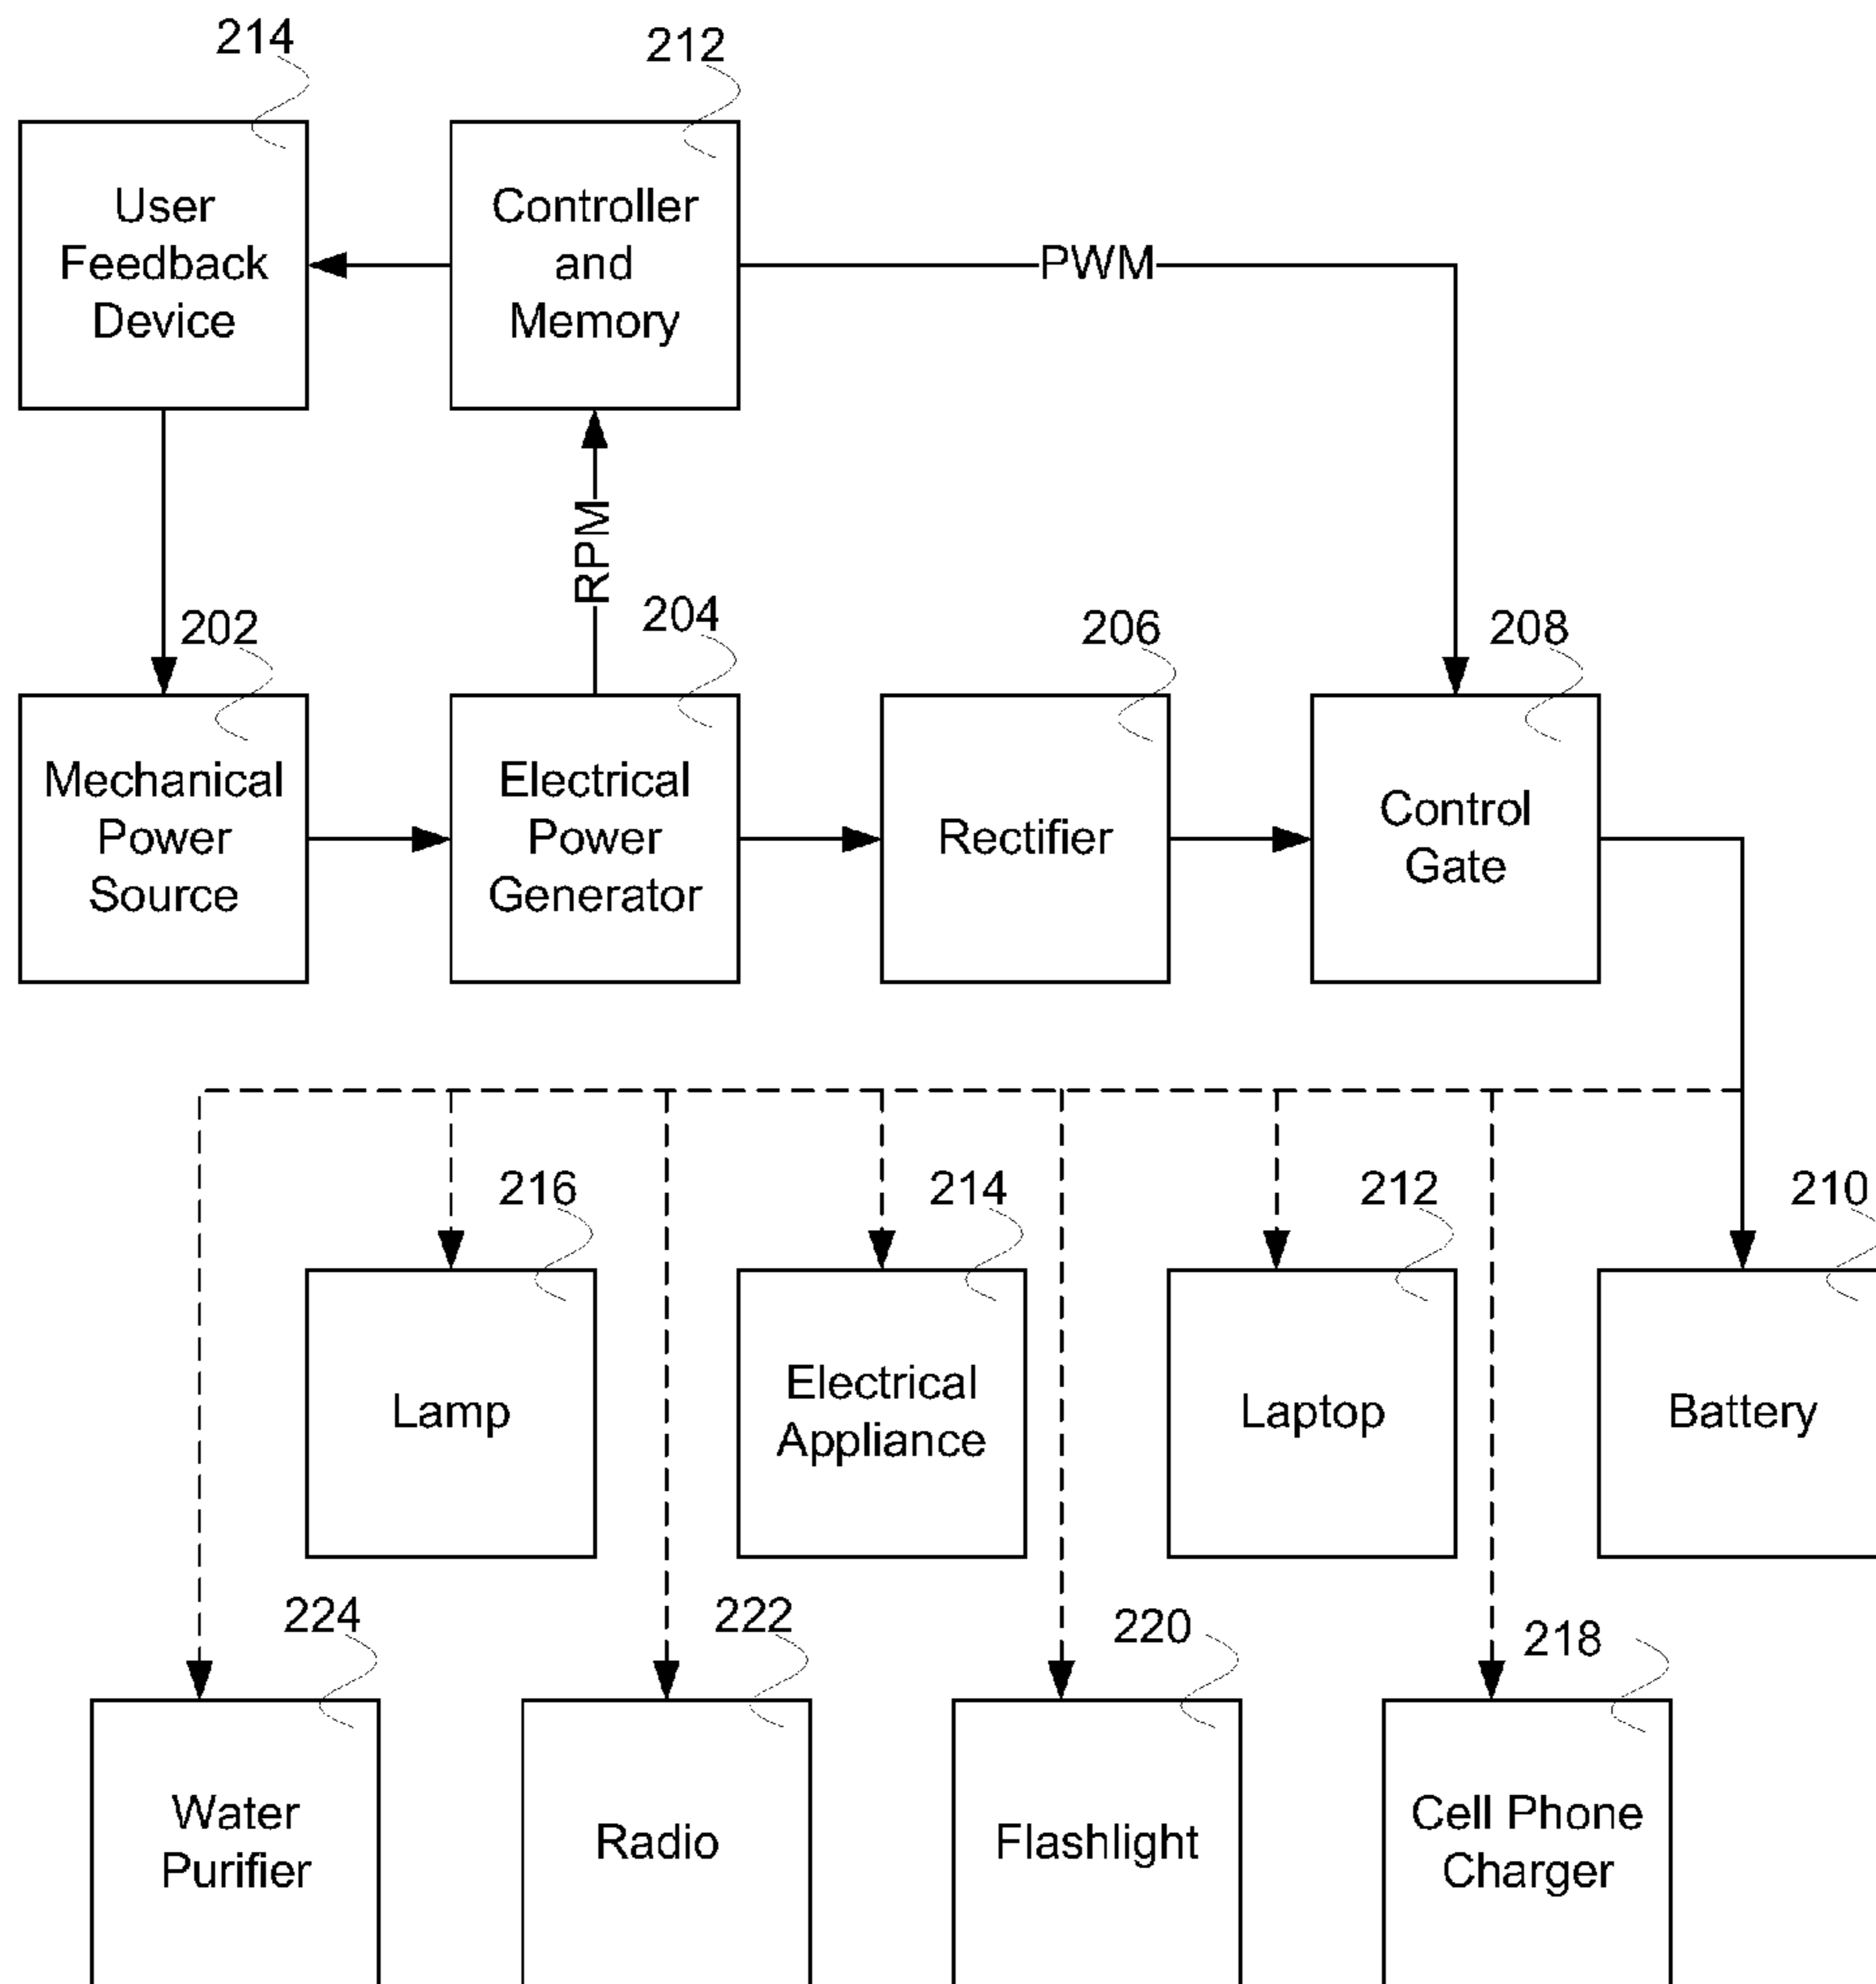 214
212
User
Feedback
Device
Controller
and
Memory
PWM
RPM
202
204
206
208
Mechanical
Power
Source
Electrical
Power
Generator
Rectifier
Control
Gate
216
214
212
210
Lamp
Electrical
Appliance
Laptop
Battery
224
222
220
218
Water
Purifier
Radio
Flashlight
Cell Phone
Charger